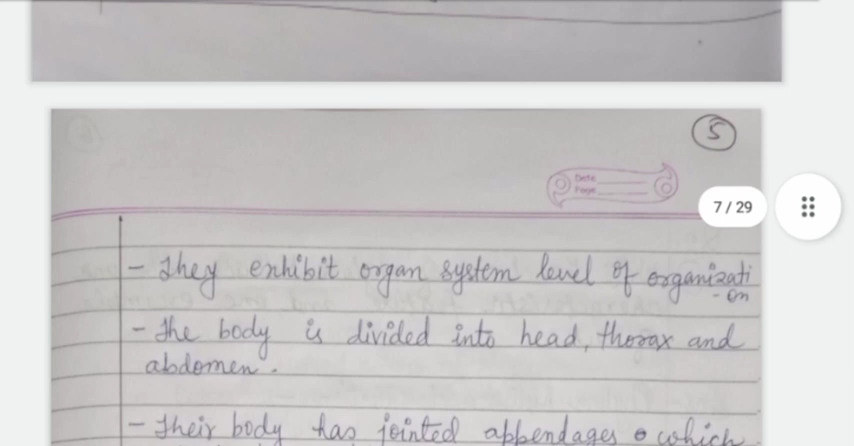 5
Date
Page
7 / 29
- They exhibit organ system level of organizati
- on
- The body is divided into head, thorax and
abdomen.
- Their body has jointed appendages which